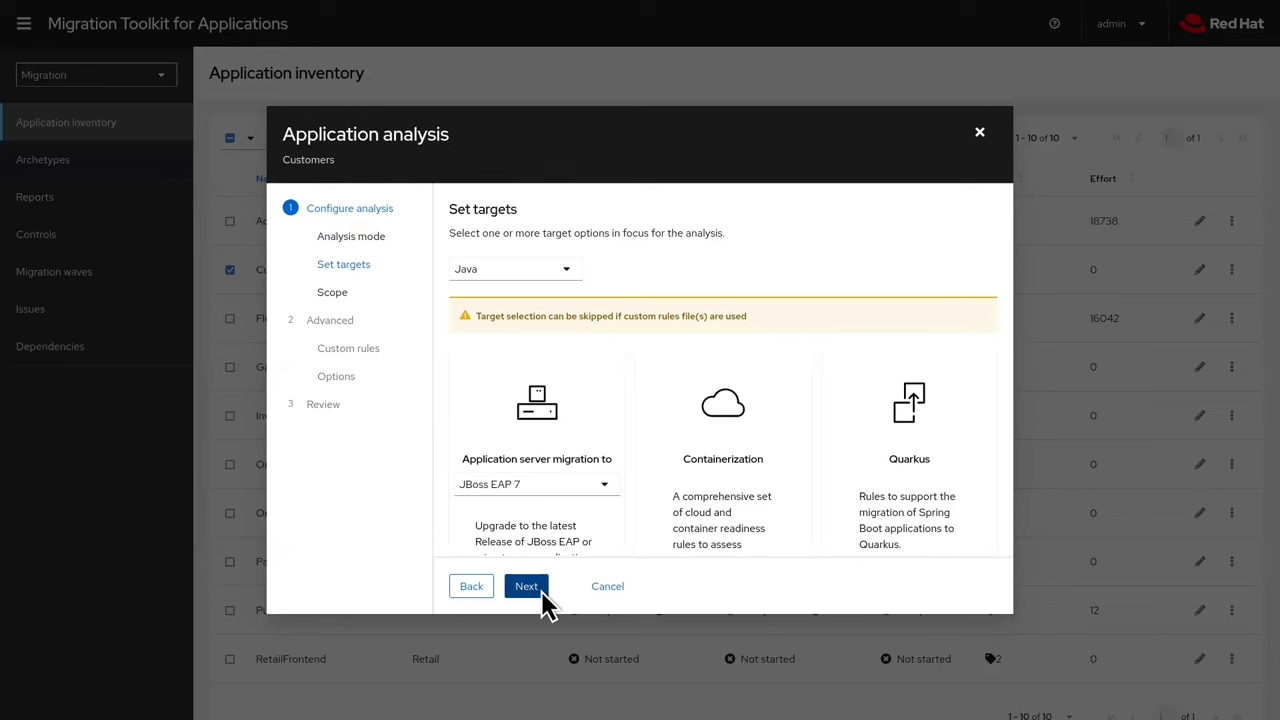 Migration Toolkit for Applications
admin
Red Hat
Migration
Application inventory
Archetypes
Reports
Controls
Migration waves
Issues
Dependencies
Application inventory
1 - 10 of 10
1
of 1
Effort
Application analysis
Customers
1
Configure analysis
Analysis mode
Set targets
Scope
2
Advanced
Custom rules
Options
3
Review
Set targets
Select one or more target options in focus for the analysis.
Java
Target selection can be skipped if custom rules file(s) are used
Application server migration to
JBoss EAP 7
Upgrade to the latest
Release of JBoss EAP or
Containerization
A comprehensive set
of cloud and
container readiness
rules to assess
Quarkus
Rules to support the
migration of Spring
Boot applications to
Quarkus.
Back
Next
Cancel
18738
0
16042
0
0
0
0
0
12
RetailFrontend
Retail
Not started
Not started
Not started
2
0
1 - 10 of 10
1
of 1